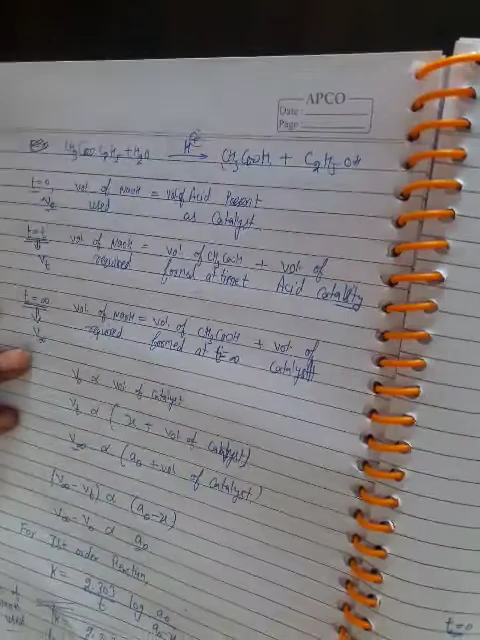 APCO
Date:
Page:
CH3COOC2H5 + H2O H⊕ → CH3COOH + C2H5OH
t=0 vol. of NaOH = vol of Acid Present
V0 used as Catalyst
t=t vol. of NaOH = vol. of CH3COOH + vol. of
Vt required formed at time t Acid
t=∞ vol. of NaOH = vol. of CH3COOH + vol. of
V∞ required formed at t=∞ Catalyst
∝ vol. of Catalyst
Vt ∝ (x + vol of Catalyst)
V∞ ∝ (a0 + vol of Catalyst)
(V∞ - Vt) ∝ (a0 - x)
V∞ - V0 ∝ a0
For Ist order Reaction,
K = 2.303/t log a0
t=0